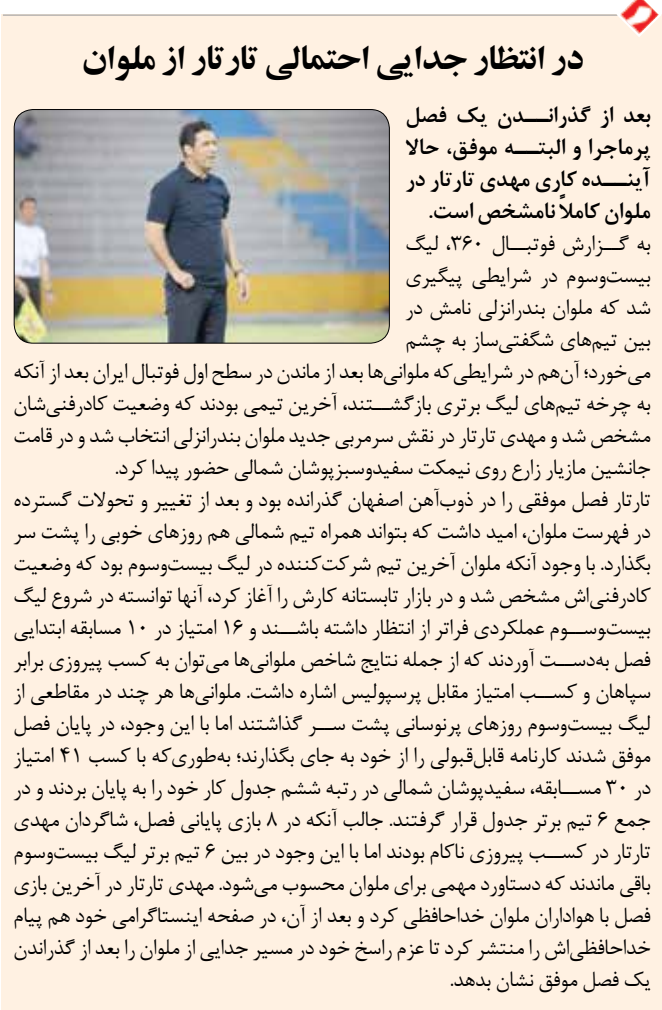 در انتظار جدایی احتمالی تارتار از ملوان
بعد از گذراندن یک فصل
پرماجرا و البته موفق، حالا
آینده کاری مهدی تارتار در
ملوان کاملاً نامشخص است.
به گزارش فوتبال ۳۶۰، لیگ
بیست‌وسوم در شرایطی پیگیری
شد که ملوان بندرانزلی نامش در
بین تیم‌های شگفتی‌ساز به چشم
می‌خورد؛ آن‌هم در شرایطی‌که ملوانی‌ها بعد از ماندن در سطح اول فوتبال ایران بعد از آنکه
به چرخه تیم‌های لیگ برتری بازگشتند، آخرین تیمی بودند که وضعیت کادرفنی‌شان
مشخص شد و مهدی تارتار در نقش سرمربی جدید ملوان بندرانزلی انتخاب شد و در قامت
جانشین مازیار زارع روی نیمکت سفیدوسبزپوشان شمالی حضور پیدا کرد.
تارتار فصل موفقی را در ذوب‌آهن اصفهان گذرانده بود و بعد از تغییر و تحولات گسترده
در فهرست ملوان، امید داشت که بتواند همراه تیم شمالی هم روزهای خوبی را پشت سر
بگذارد. با وجود آنکه ملوان آخرین تیم شرکت‌کننده در لیگ بیست‌وسوم بود که وضعیت
کادرفنی‌اش مشخص شد و در بازار تابستانه کارش را آغاز کرد، آنها توانسته در شروع لیگ
بیست‌وسوم عملکردی فراتر از انتظار داشته باشند و ۱۶ امتیاز در ۱۰ مسابقه ابتدایی
فصل به‌دست آوردند که از جمله نتایج شاخص ملوانی‌ها می‌توان به کسب پیروزی برابر
سپاهان و کسب امتیاز مقابل پرسپولیس اشاره داشت. ملوانی‌ها هر چند در مقاطعی از
لیگ بیست‌وسوم روزهای پرنوسانی پشت سر گذاشتند اما با این وجود، در پایان فصل
موفق شدند کارنامه قابل‌قبولی را از خود به جای بگذارند؛ به‌طوری‌که با کسب ۴۱ امتیاز
در ۳۰ مسابقه، سفیدپوشان شمالی در رتبه ششم جدول کار خود را به پایان بردند و در
جمع ۶ تیم برتر جدول قرار گرفتند. جالب آنکه در ۸ بازی پایانی فصل، شاگردان مهدی
تارتار در کسب پیروزی ناکام بودند اما با این وجود در بین ۶ تیم برتر لیگ بیست‌وسوم
باقی ماندند که دستاورد مهمی برای ملوان محسوب می‌شود. مهدی تارتار در آخرین بازی
فصل با هواداران ملوان خداحافظی کرد و بعد از آن، در صفحه اینستاگرامی خود هم پیام
خداحافظی‌اش را منتشر کرد تا عزم راسخ خود در مسیر جدایی از ملوان را بعد از گذراندن
یک فصل موفق نشان بدهد.